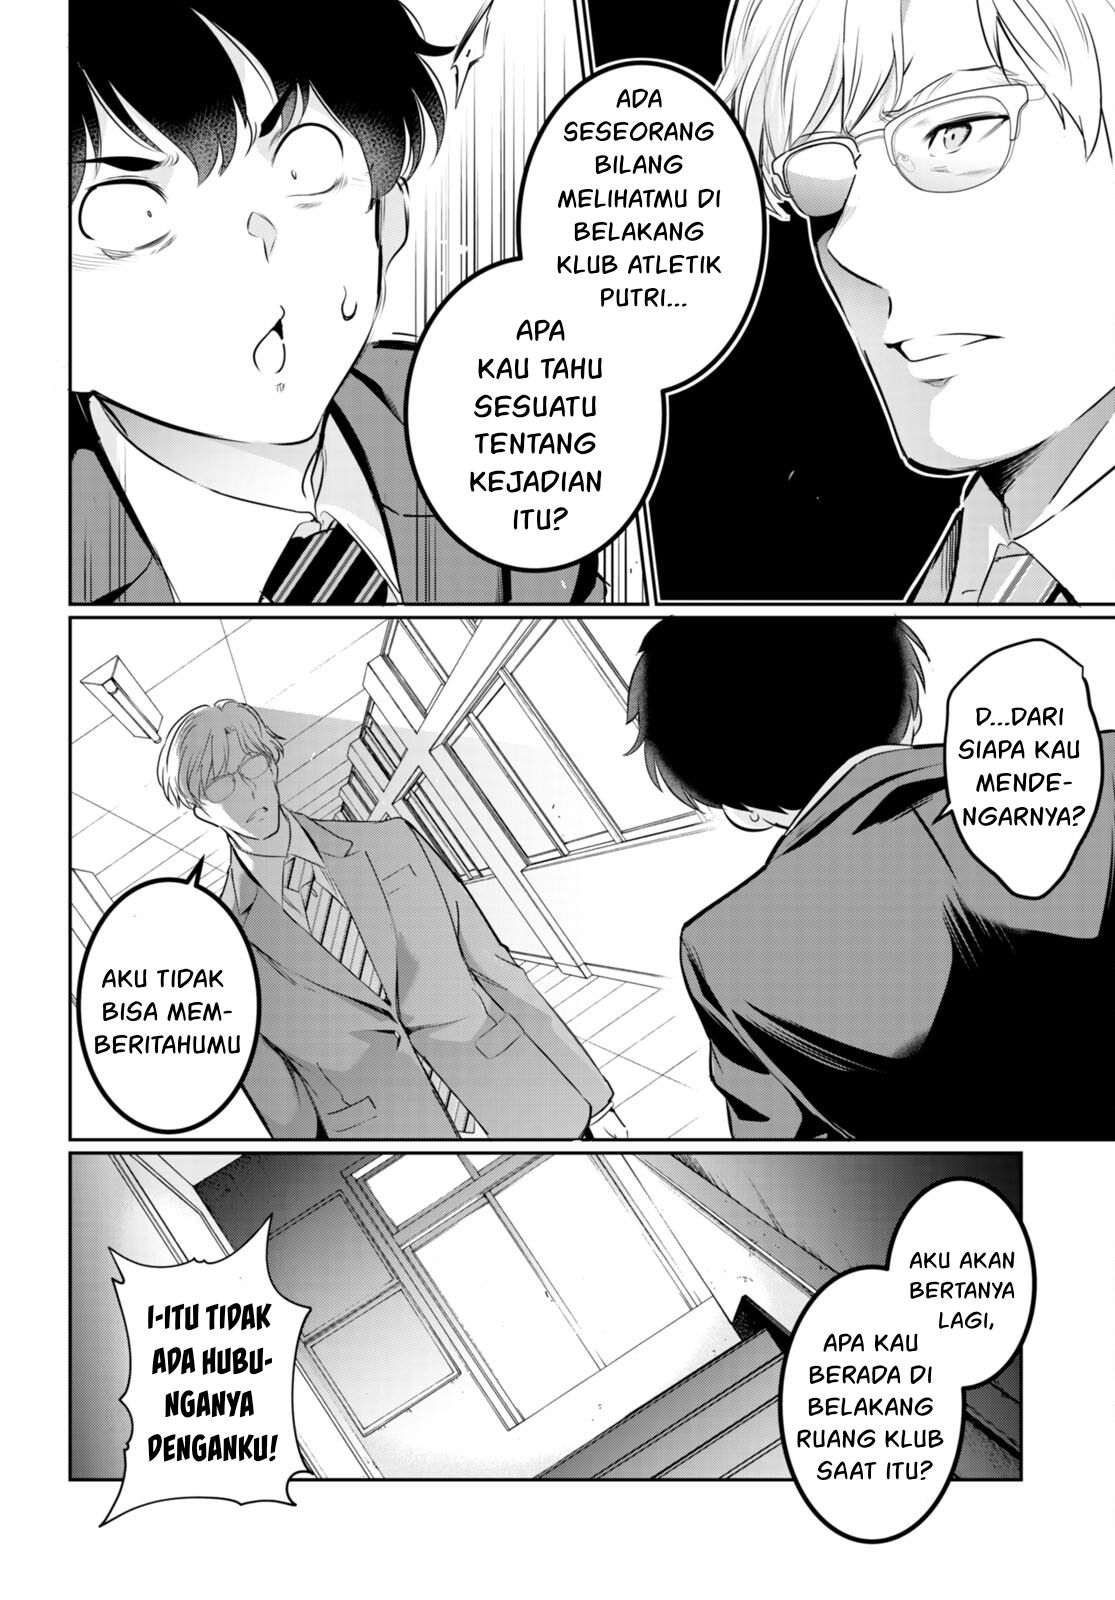 ADA
SESEORANG
BILANG
MELIHATMU DI
BELAKANG
KLUB ATLETIK
PUTRI...
APA
KAU TAHU
SESUATU
TENTANG
KEJADIAN
ITU?
D...DARI
SIAPA KAU
MENDE-
NGARNYA?
AKU TIDAK
BISA MEM-
BERITAHUMU
AKU AKAN
BERTANYA
LAGI,
APA KAU
BERADA DI
BELAKANG
RUANG KLUB
SAAT ITU?
I-ITU TIDAK
ADA HUBU-
NGANYA
DENGANKU!